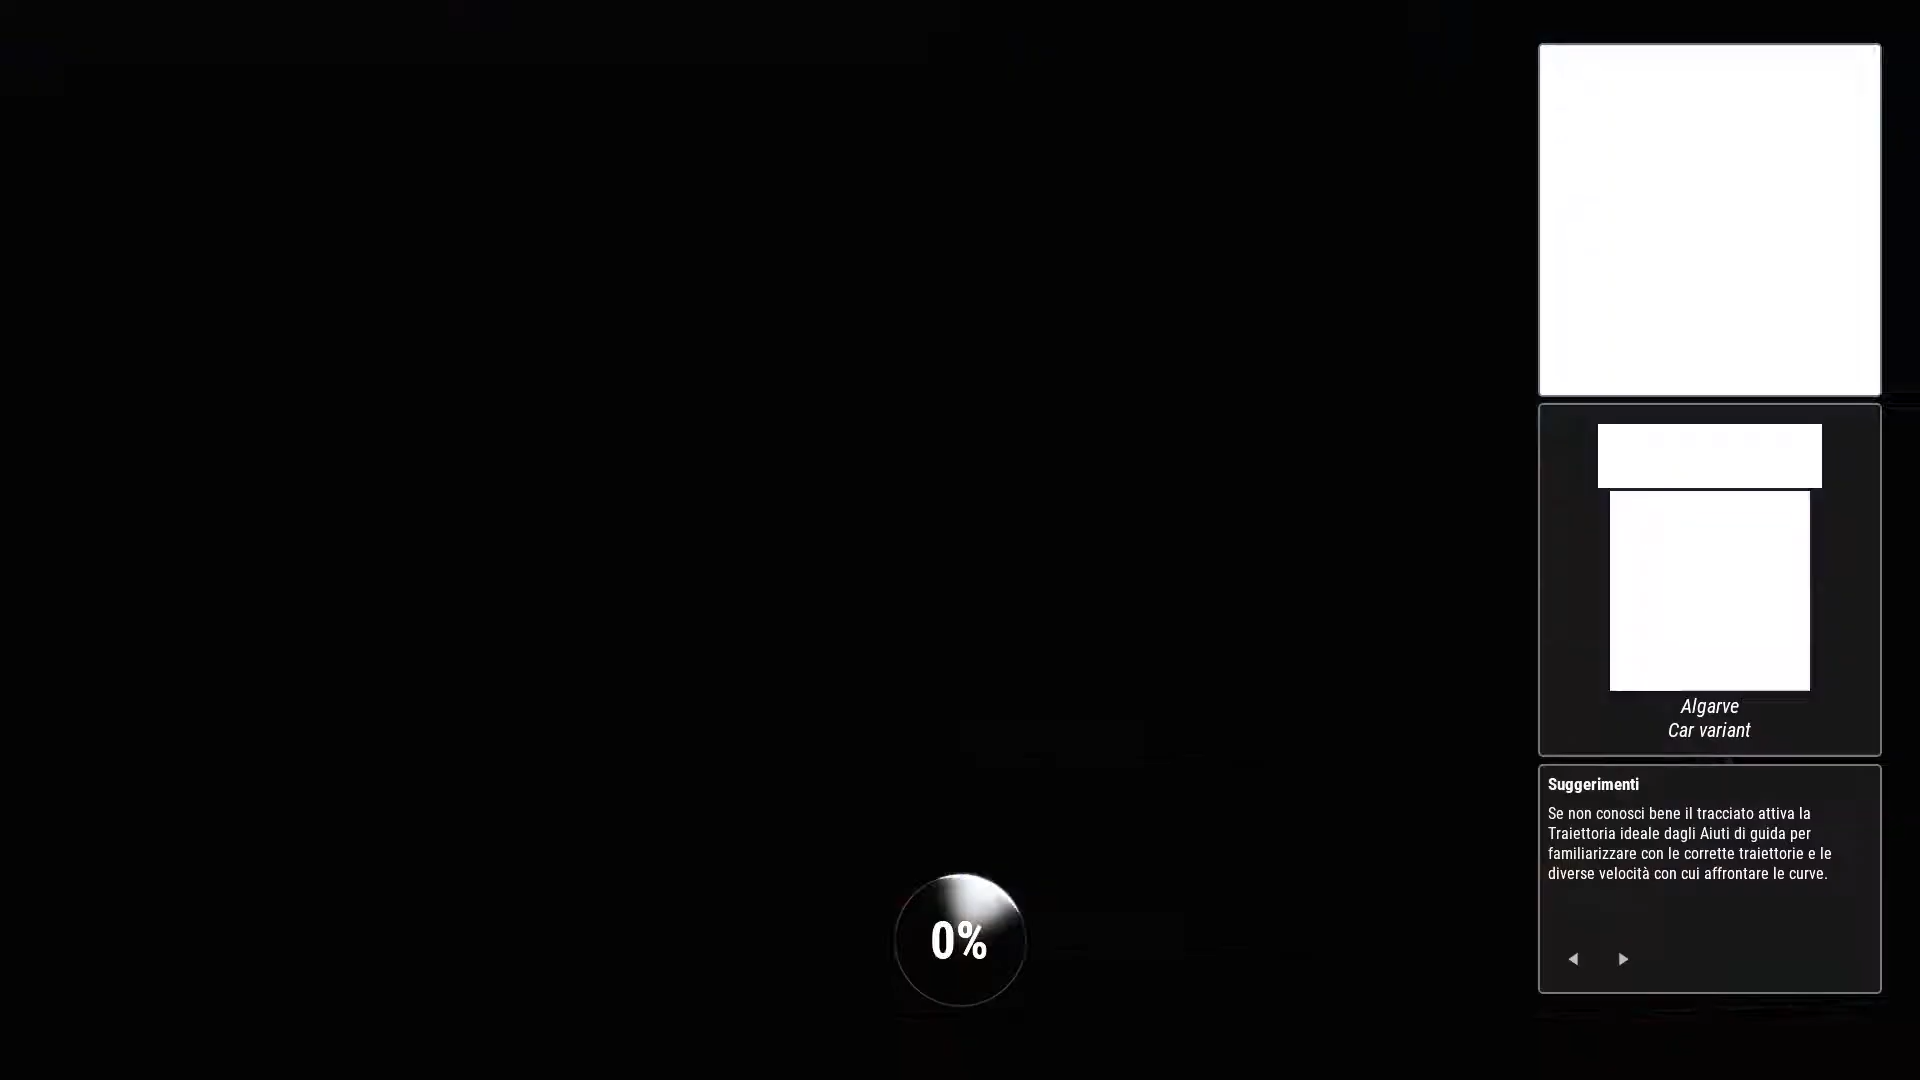 Algarve
Car variant
Suggerimenti
Se non conosci bene il tracciato attiva la
Traiettoria ideale dagli Aiuti di guida per
familiarizzare con le corrette traiettorie e le
diverse velocità con cui affrontare le curve.
0%